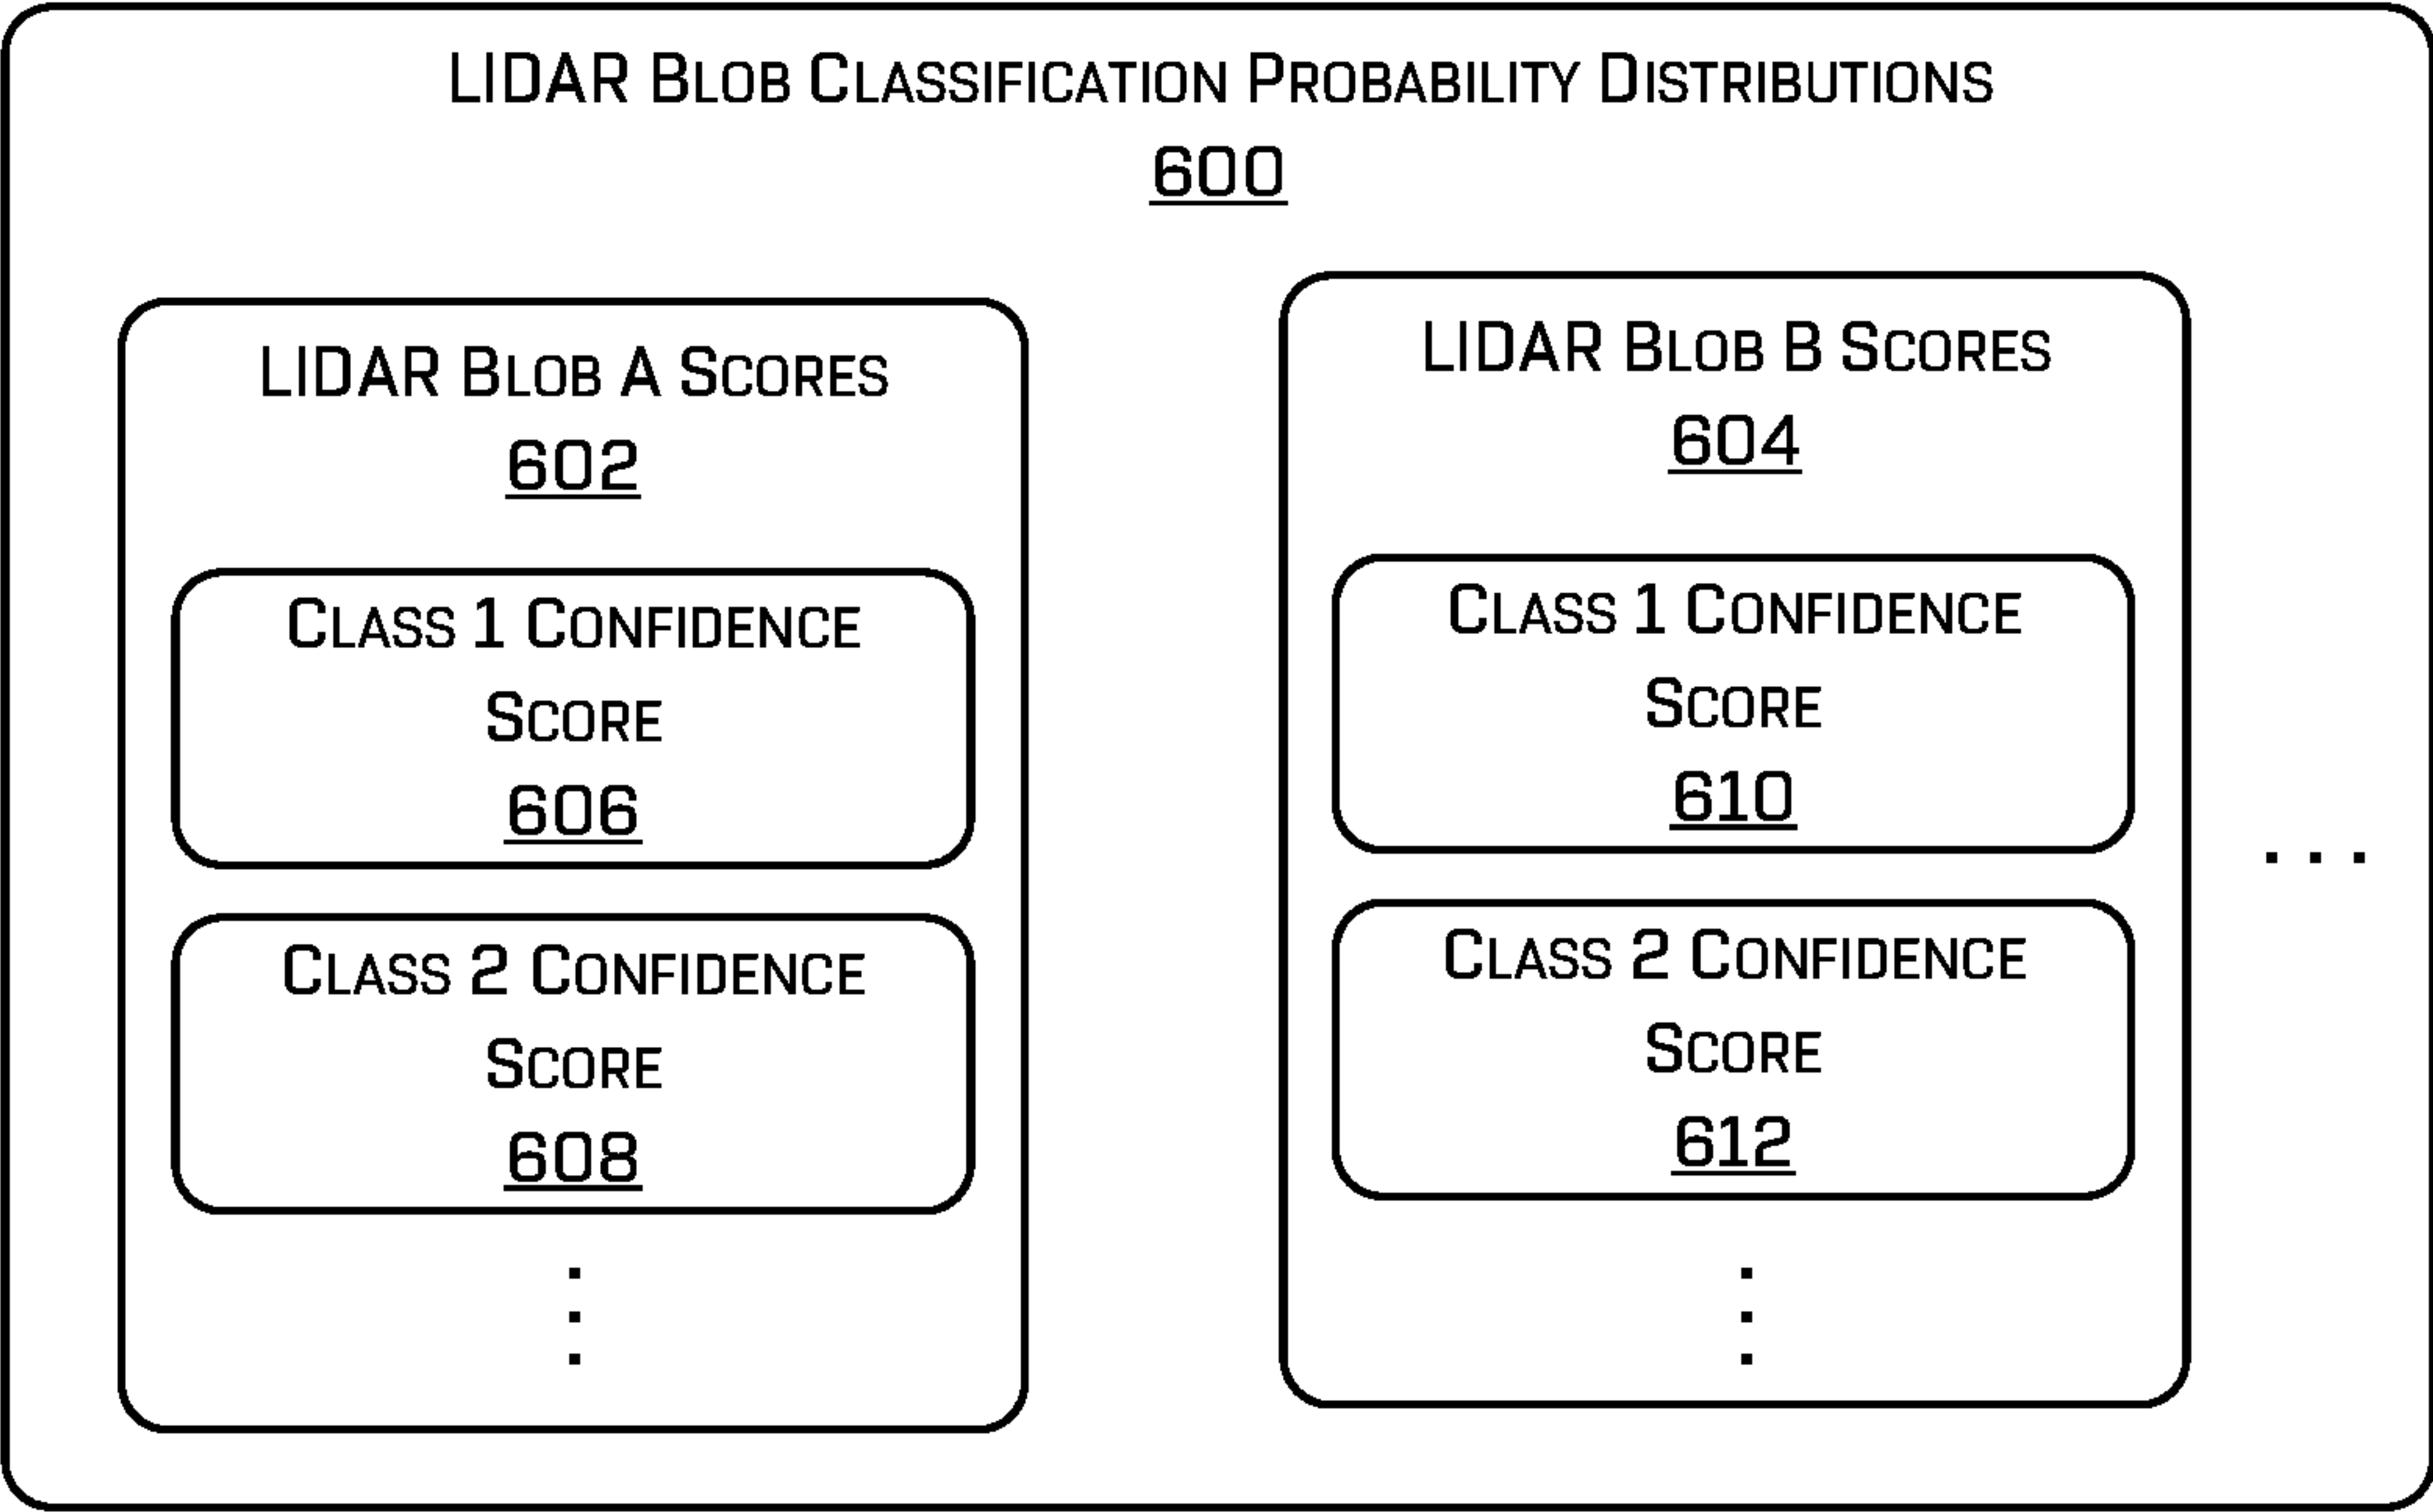 LIDAR BLOB CLASSIFICATION PROBABILITY DISTRIBUTIONS
600
LIDAR BLOB A SCORES
602
CLASS 1 CONFIDENCE
SCORE
606
CLASS 2 CONFIDENCE
SCORE
608
LIDAR BLOB B SCORES
604
CLASS 1 CONFIDENCE
SCORE
610
CLASS 2 CONFIDENCE
SCORE
612
. . .